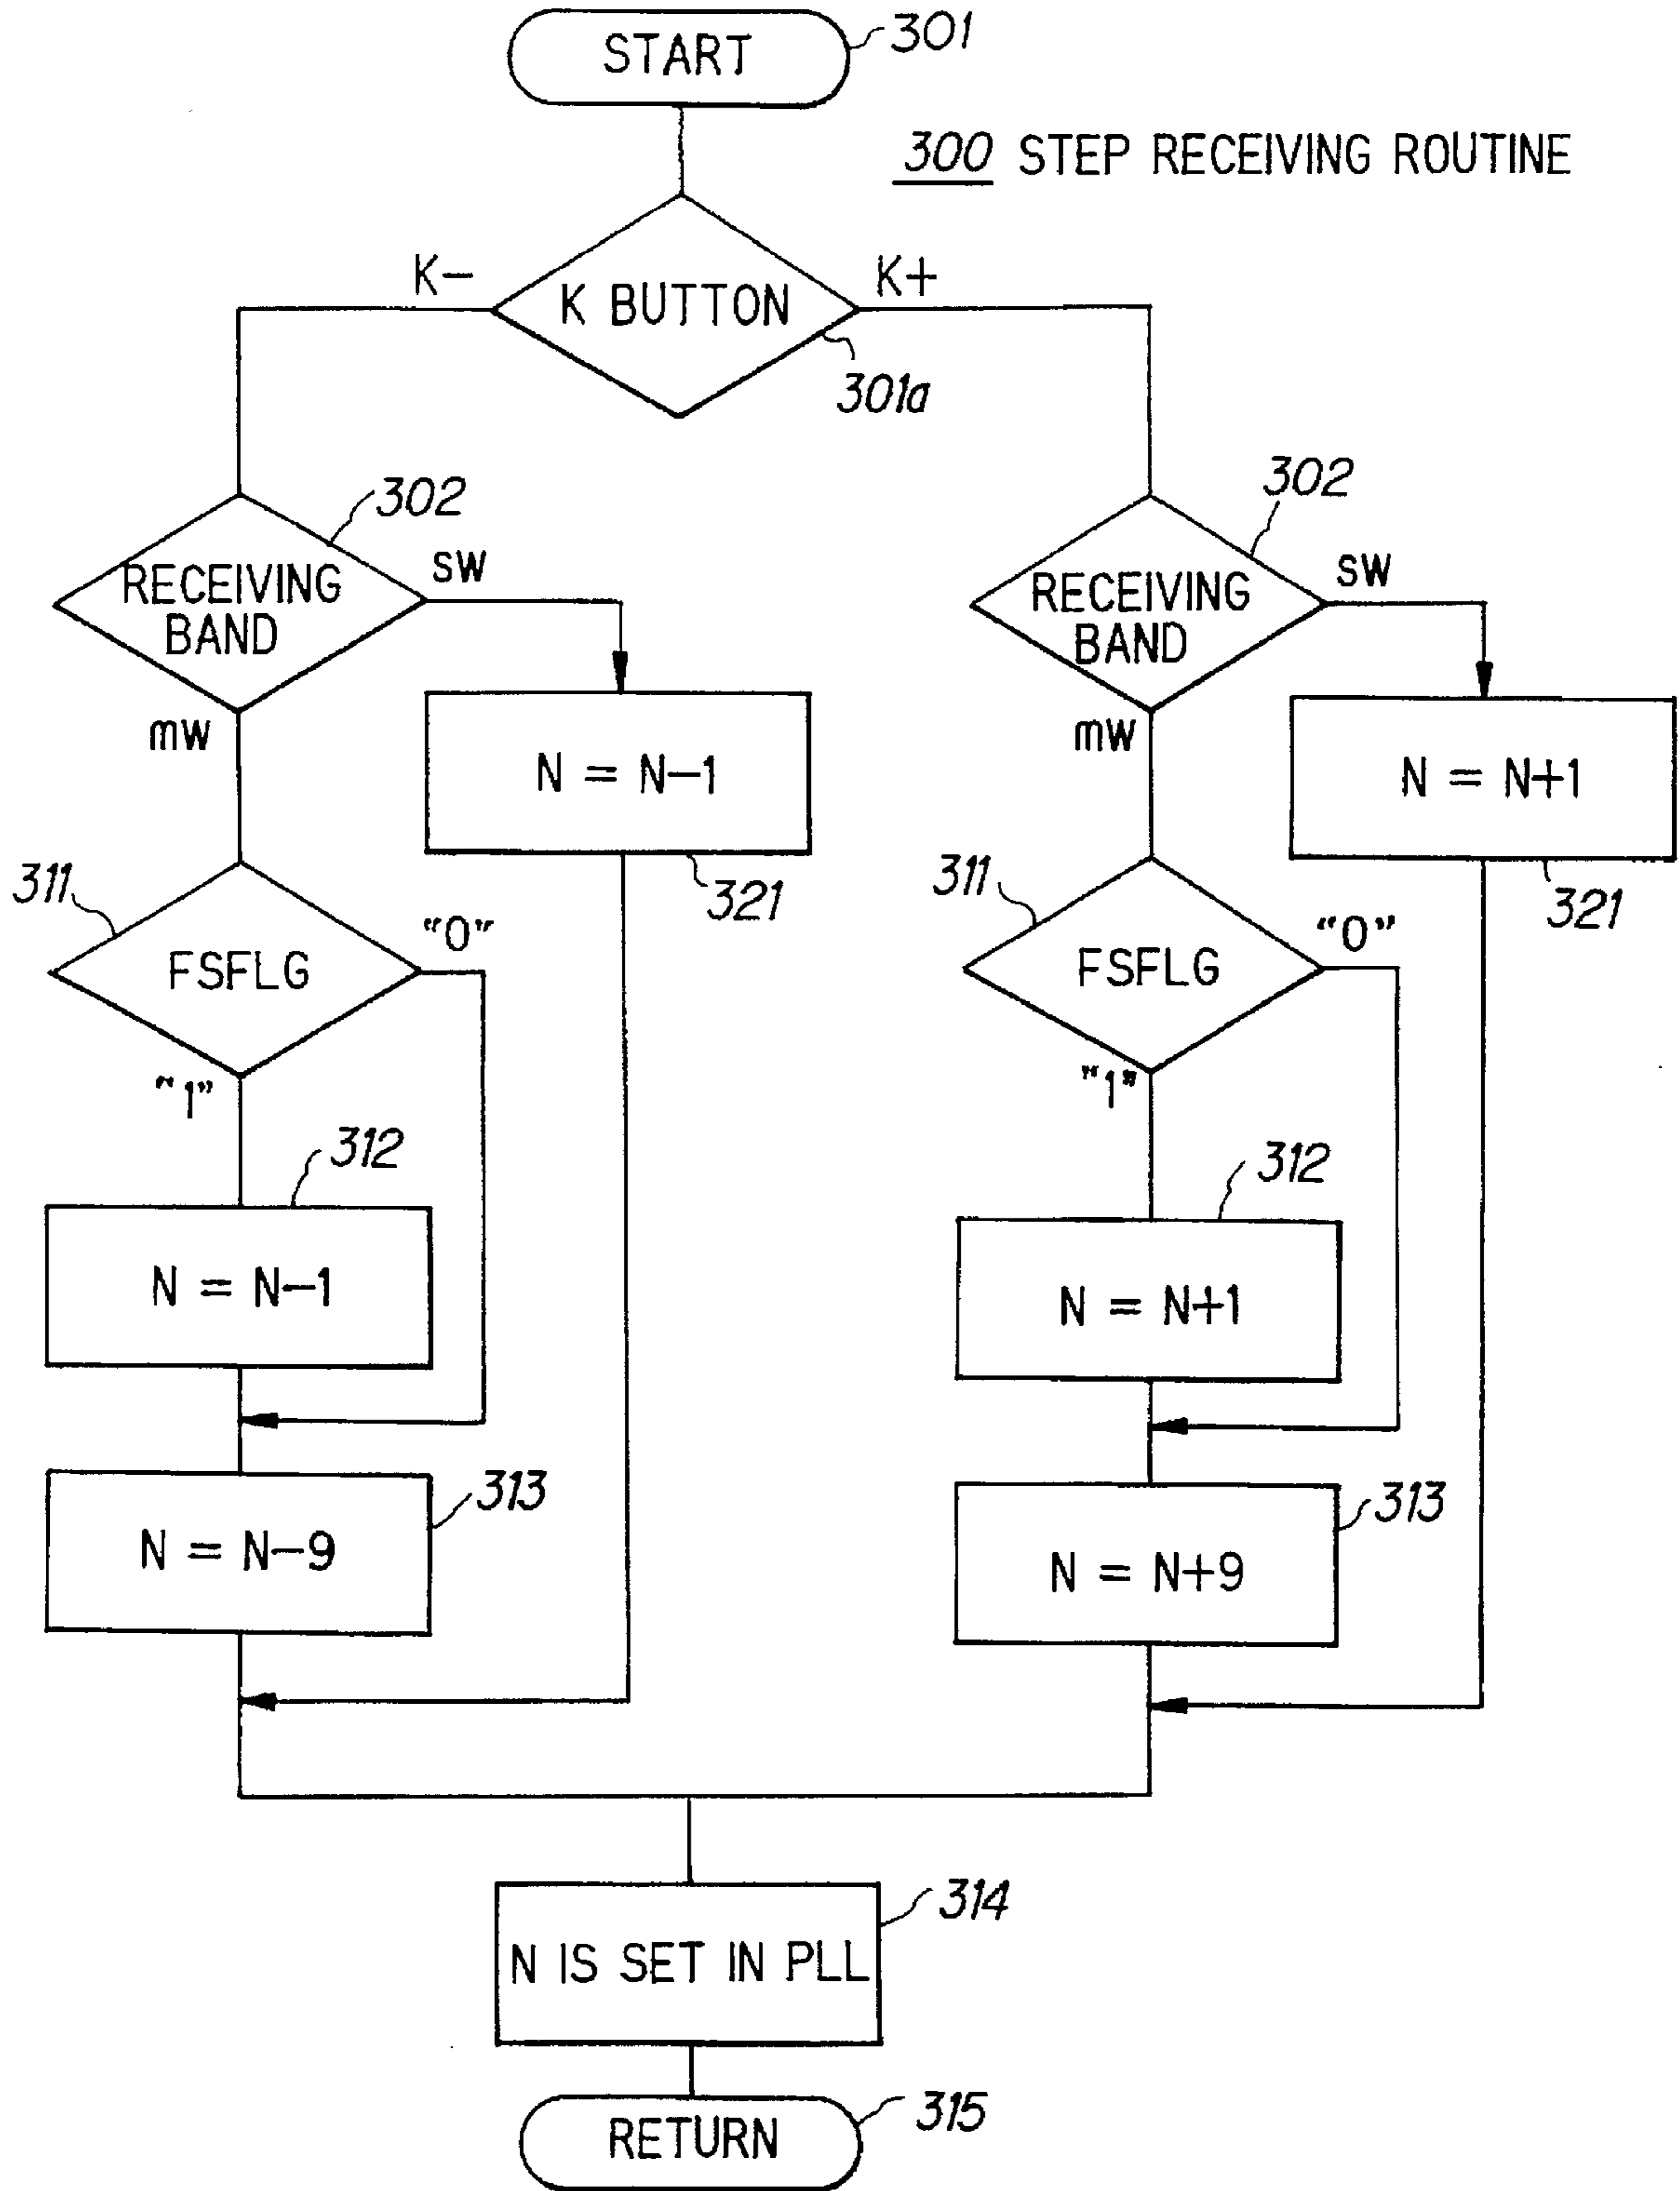 START
301
300 STEP RECEIVING ROUTINE
K-
K BUTTON
K+
301a
302
RECEIVING
BAND
sw
mw
302
RECEIVING
BAND
sw
mw
N = N-1
321
N = N+1
321
311
FSFLG
"0"
"1"
311
FSFLG
"0"
"1"
312
N = N-1
312
N = N+1
313
N = N-9
313
N = N+9
314
N IS SET IN PLL
RETURN
315